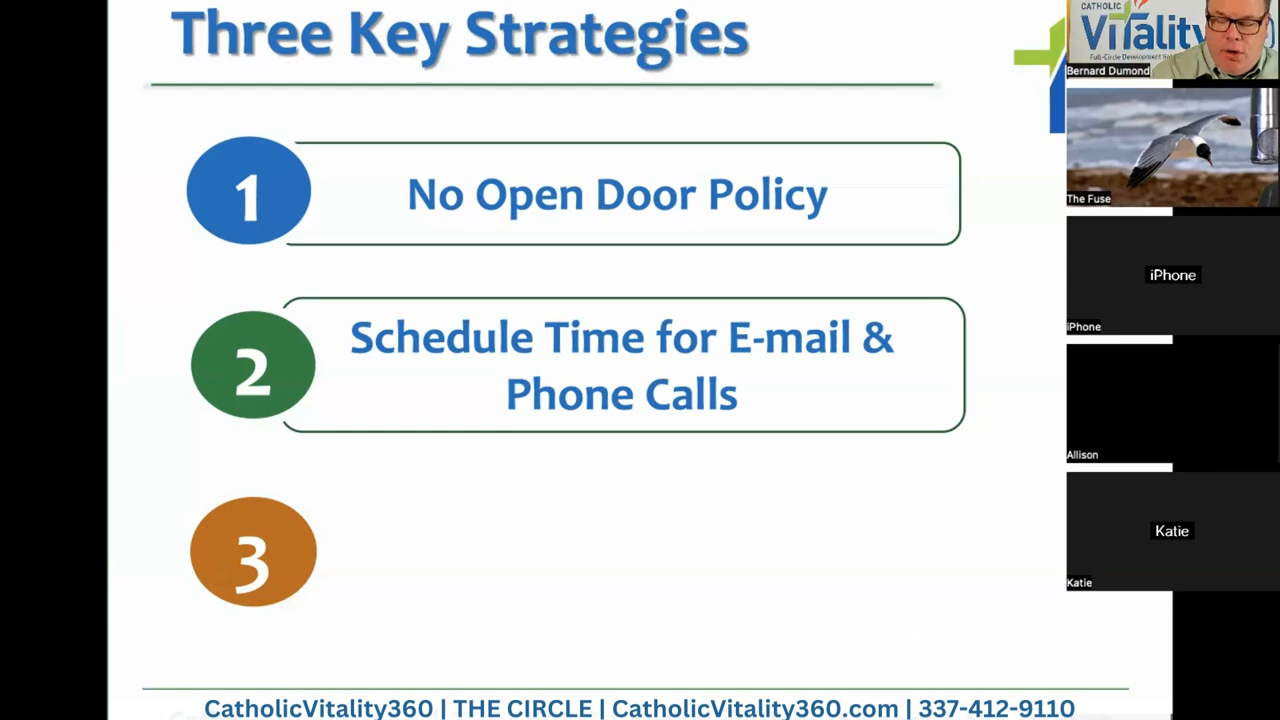 Three Key Strategies
1
No Open Door Policy
2
Schedule Time for E-mail &
Phone Calls
3
CATHOLIC
Vitality
Bernard Dumond
The Fuse
iPhone
iPhone
Allison
Katie
Katie
CatholicVitality360 | THE CIRCLE | CatholicVitality360.com | 337-412-9110